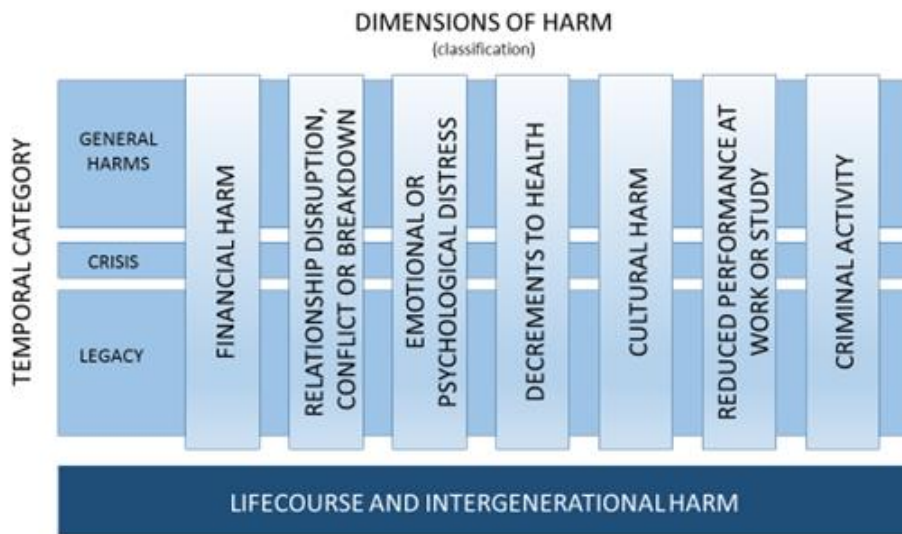 DIMENSIONS OF HARM
(classification)
TEMPORAL CATEGORY
GENERAL
HARMS
CRISIS
LEGACY
FINANCIAL HARM
RELATIONSHIP DISRUPTION,
CONFLICT OR BREAKDOWN
EMOTIONAL OR
PSYCHOLOGICAL DISTRESS
DECREMENTS TO HEALTH
CULTURAL HARM
REDUCED PERFORMANCE AT
WORK OR STUDY
CRIMINAL ACTIVITY
LIFECOURSE AND INTERGENERATIONAL HARM